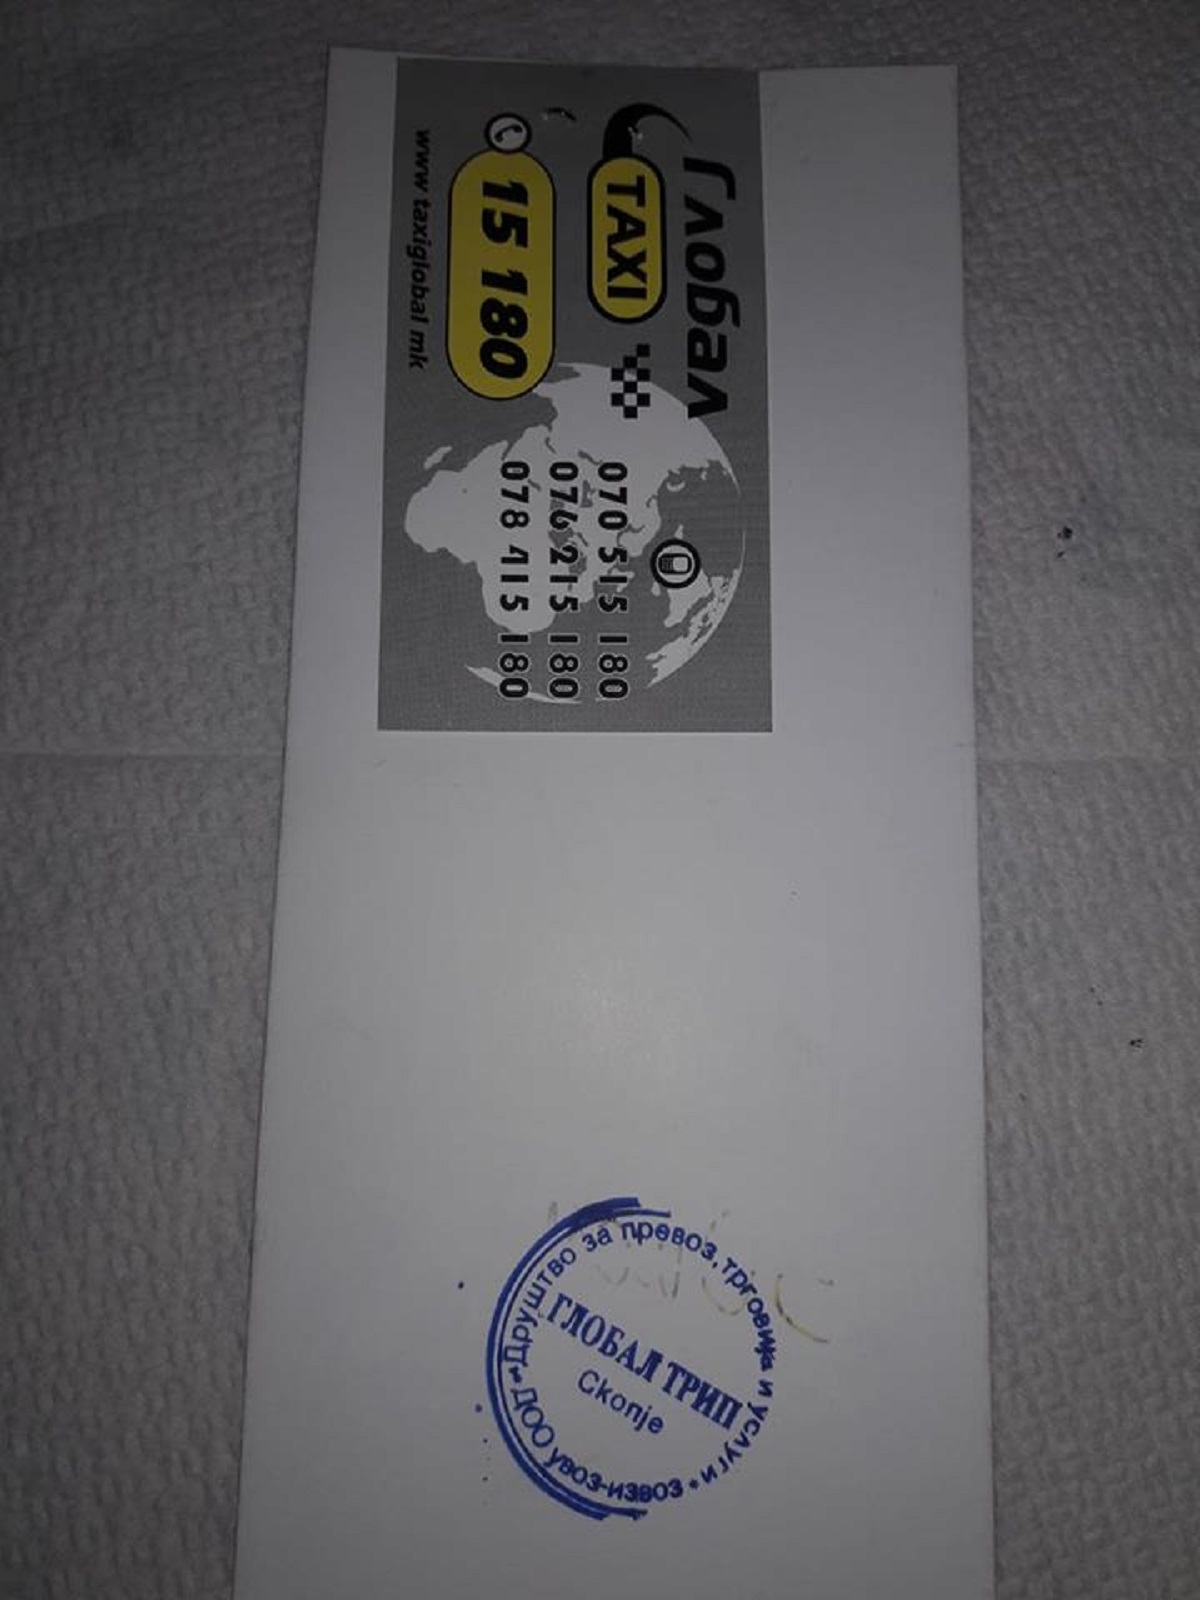 Глобал
TAXI
15 180
www.taxiglobal.mk
070 515 180
076 215 180
078 415 180
Друштво за превоз, трговија и услуги •
ДОО увоз-извоз •
ГЛОБАЛ ТРИП
Скопје